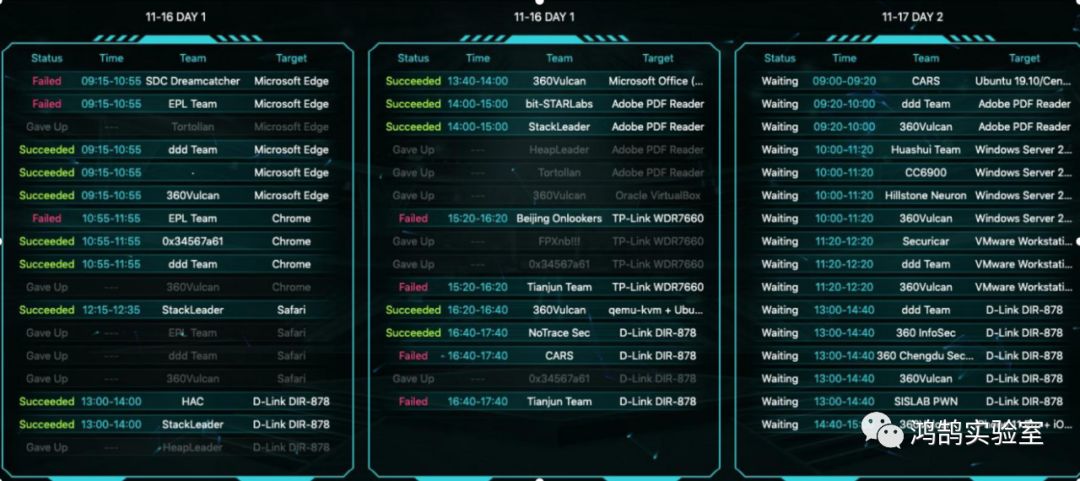 11-16 DAY 1
Status Time Team Target
Failed 09:15-10:55 SDC Dreamcatcher Microsoft Edge
Failed 09:15-10:55 EPL Team Microsoft Edge
Gave Up --- Tortollan Microsoft Edge
Succeeded 09:15-10:55 ddd Team Microsoft Edge
Succeeded 09:15-10:55 . Microsoft Edge
Succeeded 09:15-10:55 360Vulcan Microsoft Edge
Failed 10:55-11:55 EPL Team Chrome
Succeeded 10:55-11:55 0x34567a61 Chrome
Succeeded 10:55-11:55 ddd Team Chrome
Gave Up --- 360Vulcan Chrome
Succeeded 12:15-12:35 StackLeader Safari
Gave Up --- EPL Team Safari
Gave Up --- ddd Team Safari
Gave Up --- 360Vulcan Safari
Succeeded 13:00-14:00 HAC D-Link DIR-878
Succeeded 13:00-14:00 StackLeader D-Link DIR-878
Gave Up --- HeapLeader D-Link DIR-878
11-16 DAY 1
Status Time Team Target
Succeeded 13:40-14:00 360Vulcan Microsoft Office (...
Succeeded 14:00-15:00 bit-STARLabs Adobe PDF Reader
Succeeded 14:00-15:00 StackLeader Adobe PDF Reader
Gave Up --- HeapLeader Adobe PDF Reader
Gave Up --- Tortollan Adobe PDF Reader
Gave Up --- 360Vulcan Oracle VirtualBox
Failed 15:20-16:20 Beijing Onlookers TP-Link WDR7660
Gave Up --- FPXnb!!! TP-Link WDR7660
Gave Up --- 0x34567a61 TP-Link WDR7660
Failed 15:20-16:20 Tianjun Team TP-Link WDR7660
Succeeded 16:20-16:40 360Vulcan qemu-kvm + Ubu...
Succeeded 16:40-17:40 NoTrace Sec D-Link DIR-878
Failed 16:40-17:40 CARS D-Link DIR-878
Gave Up --- 0x34567a61 D-Link DIR-878
Failed 16:40-17:40 Tianjun Team D-Link DIR-878
11-17 DAY 2
Status Time Team Target
Waiting 09:00-09:20 CARS Ubuntu 19.10/Cen...
Waiting 09:20-10:00 ddd Team Adobe PDF Reader
Waiting 09:20-10:00 360Vulcan Adobe PDF Reader
Waiting 10:00-11:20 Huashui Team Windows Server 2...
Waiting 10:00-11:20 CC6900 Windows Server 2...
Waiting 10:00-11:20 Hillstone Neuron Windows Server 2...
Waiting 10:00-11:20 360Vulcan Windows Server 2...
Waiting 11:20-12:20 Securicar VMware Workstati...
Waiting 11:20-12:20 ddd Team VMware Workstati...
Waiting 11:20-12:20 360Vulcan VMware Workstati...
Waiting 13:00-14:40 ddd Team D-Link DIR-878
Waiting 13:00-14:40 360 InfoSec D-Link DIR-878
Waiting 13:00-14:40 360 Chengdu Sec... D-Link DIR-878
Waiting 13:00-14:40 360Vulcan D-Link DIR-878
Waiting 13:00-14:40 SISLAB PWN D-Link DIR-878
Waiting + iO...
鸿鹄实验室